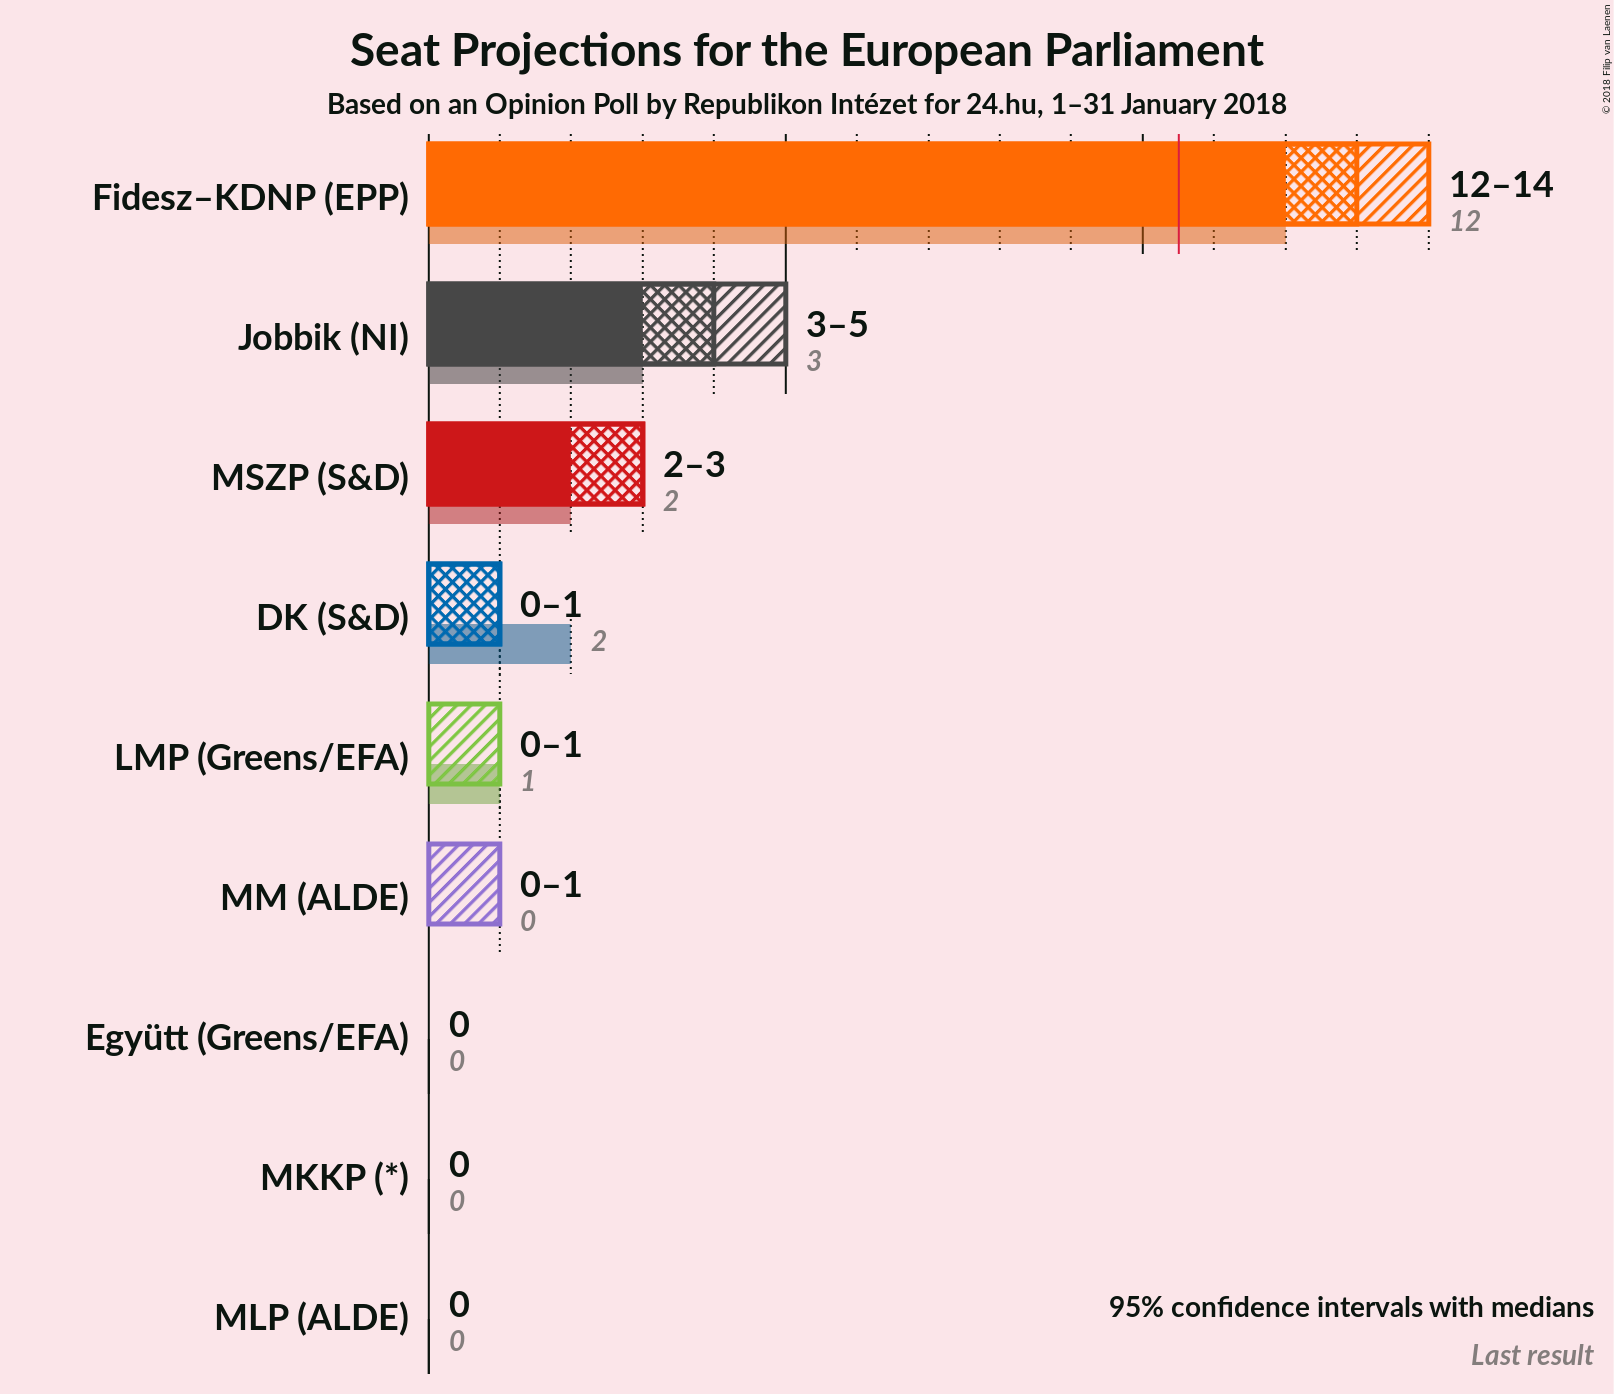 Seat Projections for the European Parliament
Based on an Opinion Poll by Republikon Intézet for 24.hu, 1–31 January 2018
© 2018 Filip van Laenen
Fidesz–KDNP (EPP)
12–14
12
Jobbik (NI)
3–5
3
MSZP (S&D)
2–3
2
DK (S&D)
0–1
2
LMP (Greens/EFA)
0–1
1
MM (ALDE)
0–1
0
Együtt (Greens/EFA)
0
0
MKKP (*)
0
0
MLP (ALDE)
0
0
95% confidence intervals with medians
Last result